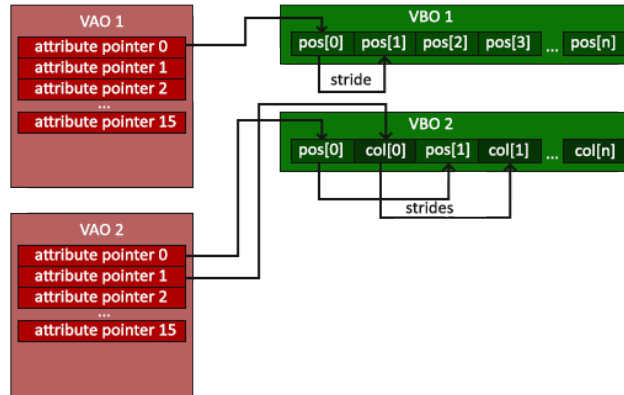 VAO 1
attribute pointer 0
attribute pointer 1
attribute pointer 2
...
attribute pointer 15
VBO 1
pos[0] pos[1] pos[2] pos[3] ... pos[n]
stride
VBO 2
pos[0] col[0] pos[1] col[1] ... col[n]
strides
VAO 2
attribute pointer 0
attribute pointer 1
attribute pointer 2
...
attribute pointer 15